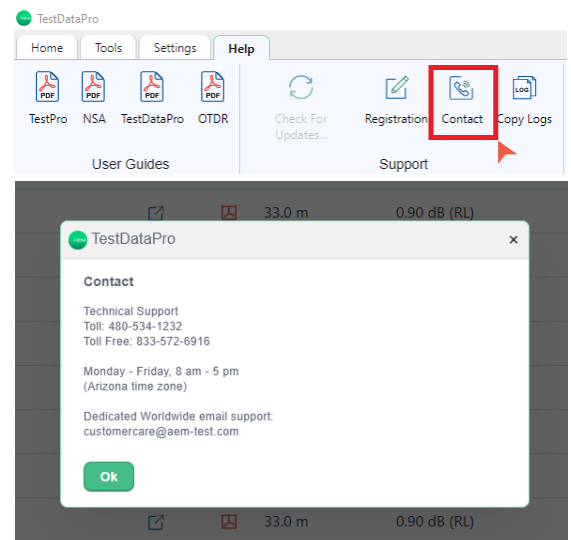 TestDataPro
Home Tools Settings Help
PDF PDF PDF PDF LOG
TestPro NSA TestDataPro OTDR Check For Updates... Registration Contact Copy Logs
User Guides Support
33.0 m 0.90 dB (RL)
TestDataPro
Contact
Technical Support
Toll: 480-534-1232
Toll Free: 833-572-6916
Monday - Friday, 8 am - 5 pm
(Arizona time zone)
Dedicated Worldwide email support:
customercare@aem-test.com
Ok
33.0 m 0.90 dB (RL)